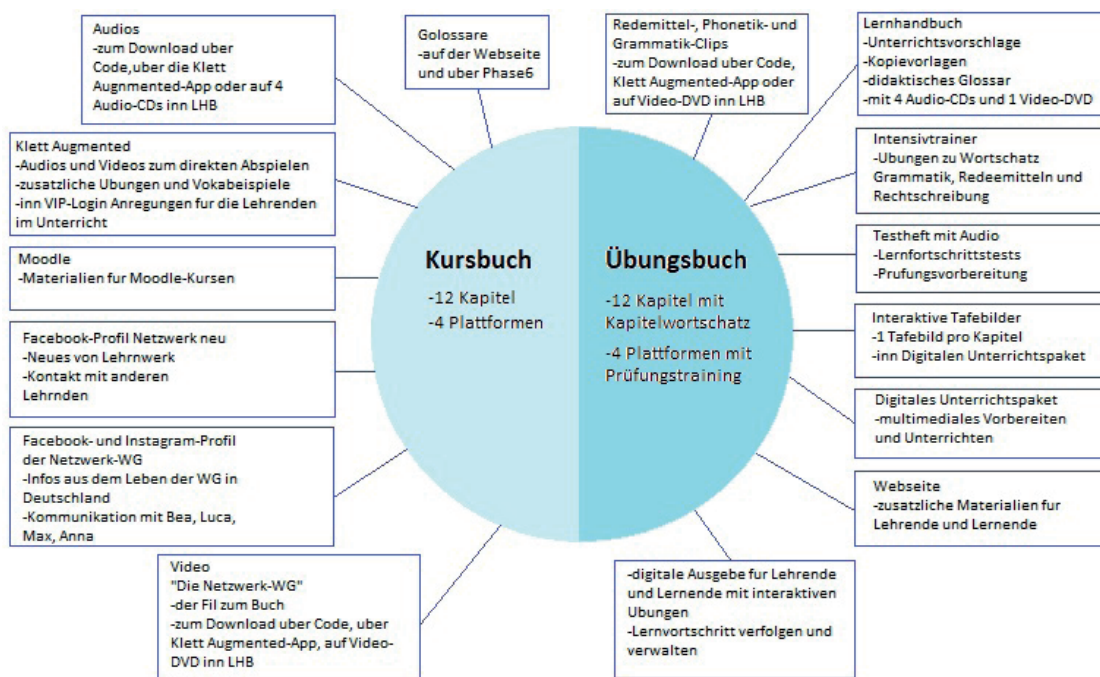 Audios
-zum Download uber
Code,uber die Klett
Augnmented-App oder auf 4
Audio-CDs inn LHB
Golossare
-auf der Webseite
und uber Phase6
Redemittel-, Phonetik- und
Grammatik-Clips
-zum Download uber Code,
Klett Augmented-App oder
auf Video-DVD inn LHB
Lernhandbuch
-Unterrichtsvorschlage
-Kopievorlagen
-didaktisches Glossar
-mit 4 Audio-CDs und 1 Video-DVD
Klett Augmented
-Audios und Videos zum direkten Abspielen
-zusatzliche Ubungen und Vokabeispiele
-inn VIP-Login Anregungen fur die Lehrenden
im Unterricht
Intensivtrainer
-Ubungen zu Wortschatz
Grammatik, Redeemitteln und
Rechtschreibung
Moodle
-Materialien fur Moodle-Kursen
Testheft mit Audio
-Lernfortschrittstests
-Prufungsvorbereitung
Kursbuch
-12 Kapitel
-4 Plattformen
Übungsbuch
-12 Kapitel mit
Kapitelwortschatz
-4 Plattformen mit
Prüfungstraining
Facebook-Profil Netzwerk neu
-Neues von Lehrnwerk
-Kontakt mit anderen
Lehrnden
Interaktive Tafebilder
-1 Tafebild pro Kapitel
-inn Digitalen Unterrichtspaket
Digitales Unterrichtspaket
-multimediales Vorbereiten
und Unterrichten
Facebook- und Instagram-Profil
der Netzwerk-WG
-Infos aus dem Leben der WG in
Deutschland
-Kommunikation mit Bea, Luca,
Max, Anna
Webseite
-zusatzliche Materialien fur
Lehrende und Lernende
Video
"Die Netzwerk-WG"
-der Fil zum Buch
-zum Download uber Code, uber
Klett Augmented-App, auf Video-
DVD inn LHB
-digitale Ausgebe fur Lehrende
und Lernende mit interaktiven
Ubungen
-Lernvortschritt verfolgen und
verwalten